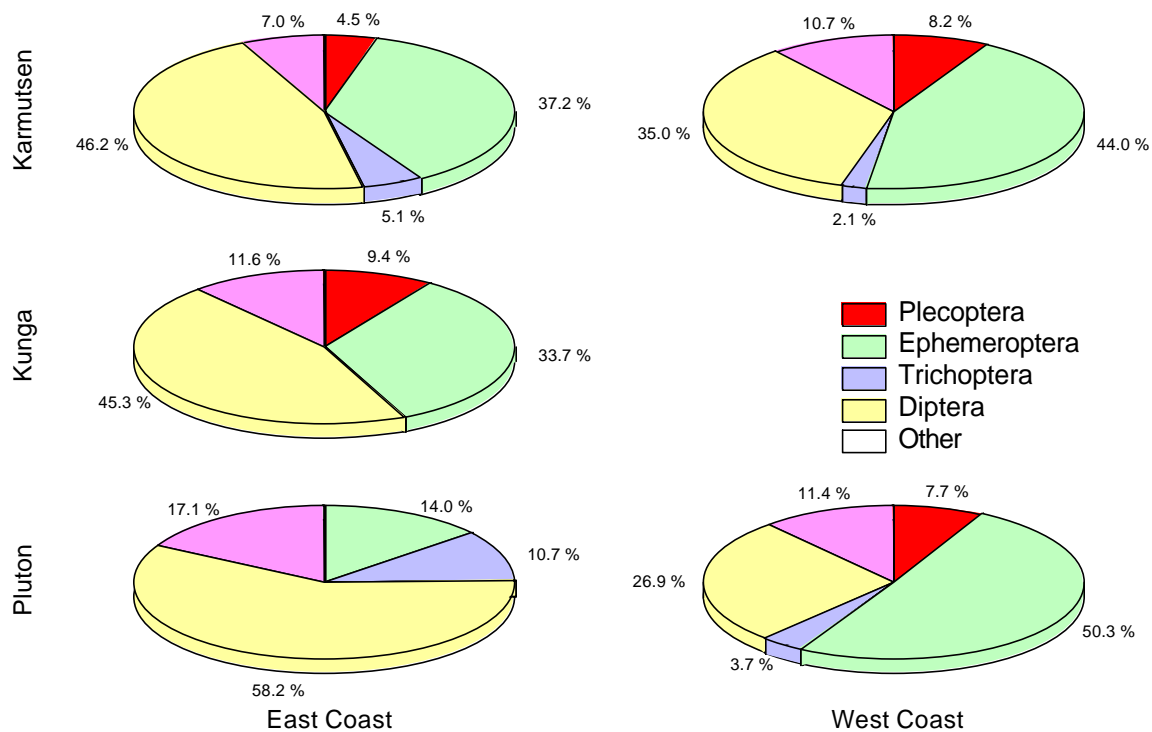 Karmutsen
7.0 %
4.5 %
37.2 %
46.2 %
5.1 %
10.7 %
8.2 %
35.0 %
44.0 %
2.1 %
Kunga
11.6 %
9.4 %
33.7 %
45.3 %
Plecoptera
Ephemeroptera
Trichoptera
Diptera
Other
Pluton
17.1 %
14.0 %
10.7 %
58.2 %
East Coast
11.4 %
7.7 %
26.9 %
50.3 %
3.7 %
West Coast